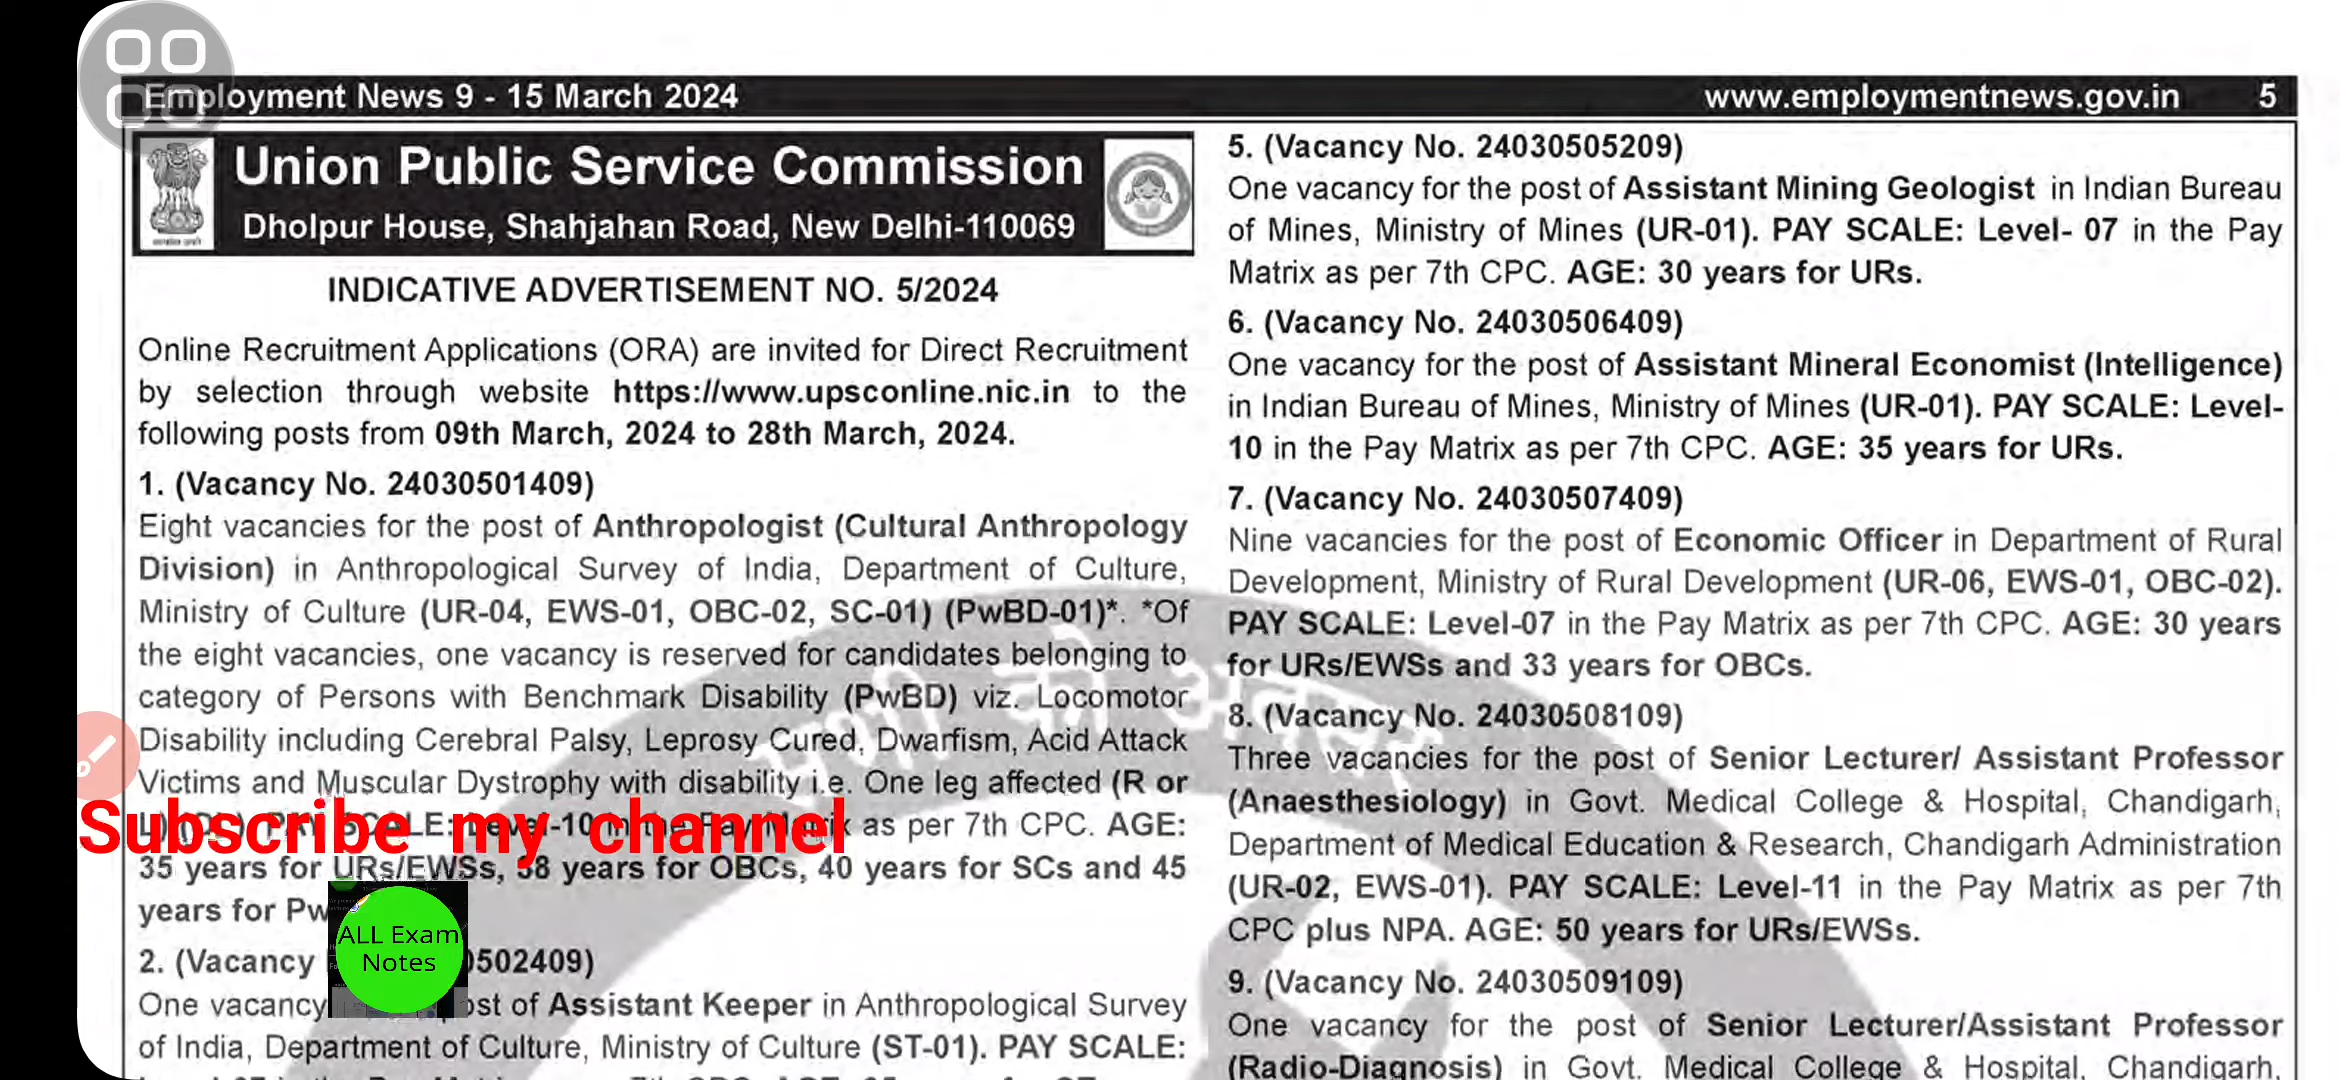 Employment News 9 - 15 March 2024
www.employmentnews.gov.in 5
Union Public Service Commission
Dholpur House, Shahjahan Road, New Delhi-110069
INDICATIVE ADVERTISEMENT NO. 5/2024
Online Recruitment Applications (ORA) are invited for Direct Recruitment
by selection through website https://www.upsconline.nic.in to the
following posts from 09th March, 2024 to 28th March, 2024.
1. (Vacancy No. 24030501409)
Eight vacancies for the post of Anthropologist (Cultural Anthropology
Division) in Anthropological Survey of India, Department of Culture,
Ministry of Culture (UR-04, EWS-01, OBC-02, SC-01) (PwBD-01)*. *Of
the eight vacancies, one vacancy is reserved for candidates belonging to
category of Persons with Benchmark Disability (PwBD) viz. Locomotor
Disability including Cerebral Palsy, Leprosy Cured, Dwarfism, Acid Attack
Victims and Muscular Dystrophy with disability i.e. One leg affected (R or
as per 7th CPC. AGE:
Subscribe my channel
35 years for URs/EWSs, 38 years for OBCs, 40 years for SCs and 45
years for
ALL Exam
Notes
2. (Vacancy 502409)
One vacancy of Assistant Keeper in Anthropological Survey
of India, Department of Culture, Ministry of Culture (ST-01). PAY SCALE:
5. (Vacancy No. 24030505209)
One vacancy for the post of Assistant Mining Geologist in Indian Bureau
of Mines, Ministry of Mines (UR-01). PAY SCALE: Level- 07 in the Pay
Matrix as per 7th CPC. AGE: 30 years for URs.
6. (Vacancy No. 24030506409)
One vacancy for the post of Assistant Mineral Economist (Intelligence)
in Indian Bureau of Mines, Ministry of Mines (UR-01). PAY SCALE: Level-
10 in the Pay Matrix as per 7th CPC. AGE: 35 years for URs.
7. (Vacancy No. 24030507409)
Nine vacancies for the post of Economic Officer in Department of Rural
Development, Ministry of Rural Development (UR-06, EWS-01, OBC-02).
PAY SCALE: Level-07 in the Pay Matrix as per 7th CPC. AGE: 30 years
for URs/EWSs and 33 years for OBCs.
8. (Vacancy No. 24030508109)
Three vacancies for the post of Senior Lecturer/ Assistant Professor
(Anaesthesiology) in Govt. Medical College & Hospital, Chandigarh,
Department of Medical Education & Research, Chandigarh Administration
(UR-02, EWS-01). PAY SCALE: Level-11 in the Pay Matrix as per 7th
CPC plus NPA. AGE: 50 years for URs/EWSs.
9. (Vacancy No. 24030509109)
One vacancy for the post of Senior Lecturer/Assistant Professor
(Radio-Diagnosis) in Govt. Medical College & Hospital, Chandigarh,